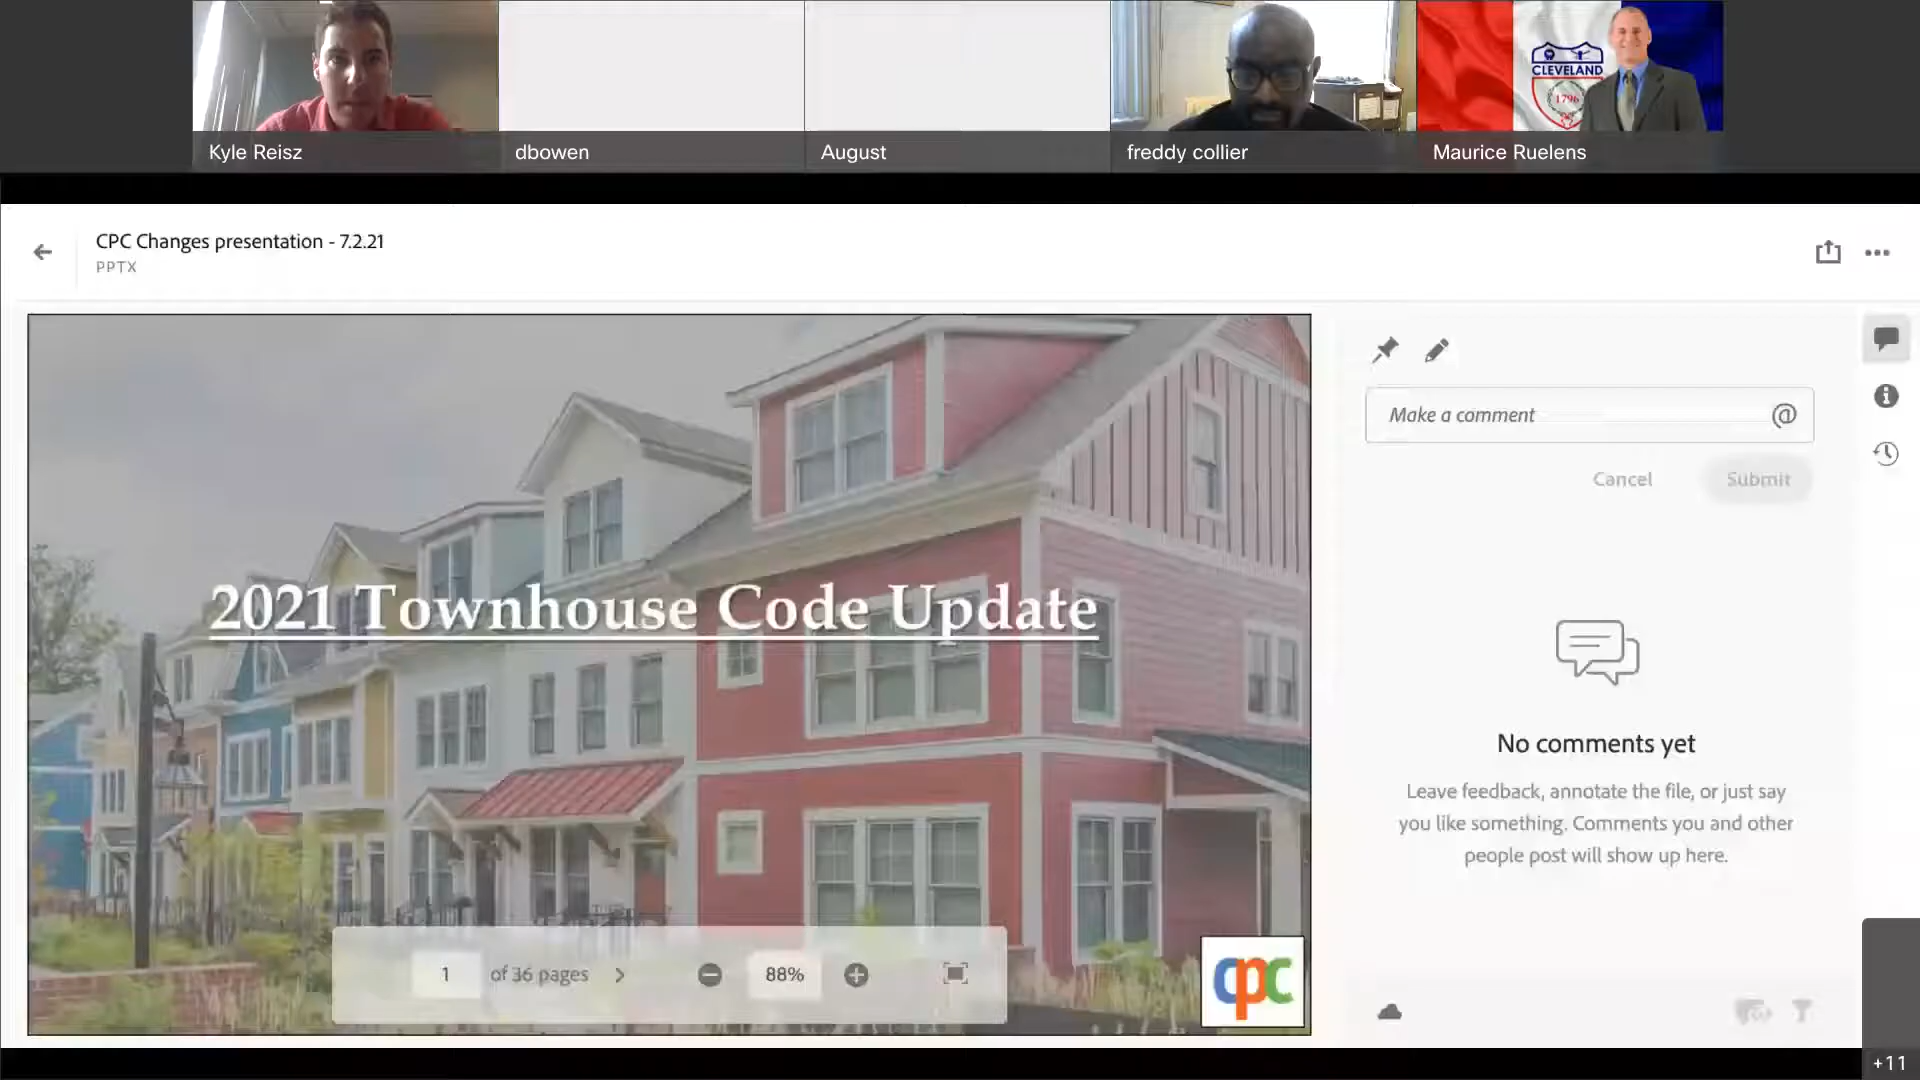 Kyle Reisz
dbowen
August
freddy collier
CLEVELAND
1796
Maurice Ruelens
CPC Changes presentation - 7.2.21
PPTX
2021 Townhouse Code Update
Make a comment
@
Cancel
Submit
No comments yet
Leave feedback, annotate the file, or just say
you like something. Comments you and other
people post will show up here.
1 of 36 pages
88%
cpc
+11